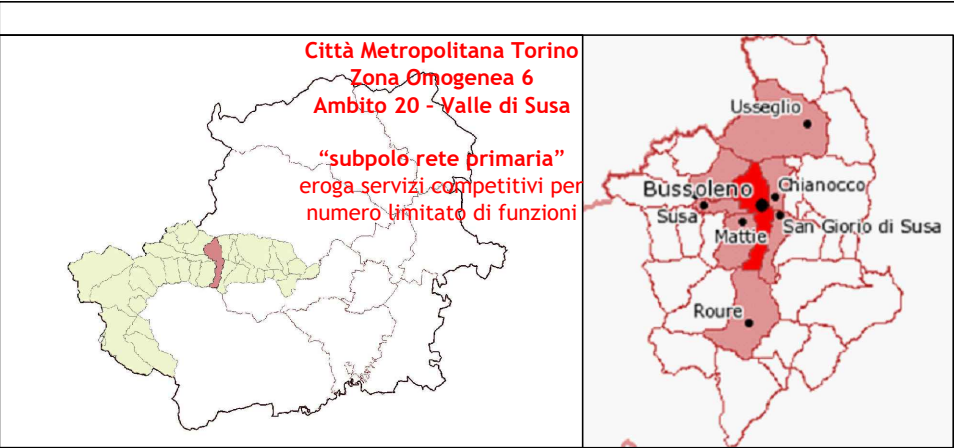 Città Metropolitana Torino
Zona Omogenea 6
Ambito 20 - Valle di Susa
“subpolo rete primaria”
eroga servizi competitivi per
numero limitato di funzioni
Usseglio
Bussoleno
Chianocco
Susa
San Giorio di Susa
Mattie
Roure